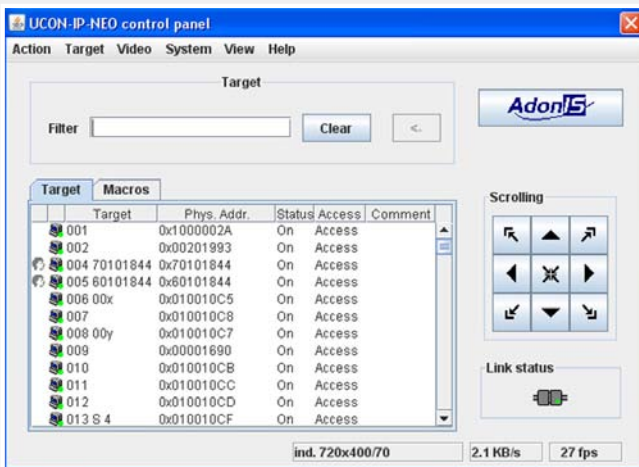 UCON-IP-NEO control panel
Action Target Video System View Help
Target
Filter Clear <.
AdonIS
Target Macros
Target Phys. Addr. Status Access Comment
001 0x1000002A On Access
002 0x00201993 On Access
004 70101844 0x70101844 On Access
005 60101844 0x60101844 On Access
006 00x 0x010010C5 On Access
007 0x010010C8 On Access
008 00y 0x010010C7 On Access
009 0x00001690 On Access
010 0x010010CB On Access
011 0x010010CC On Access
012 0x010010CD On Access
013 S 4 0x010010CF On Access
Scrolling
Link status
ind. 720x400/70 2.1 KB/s 27 fps